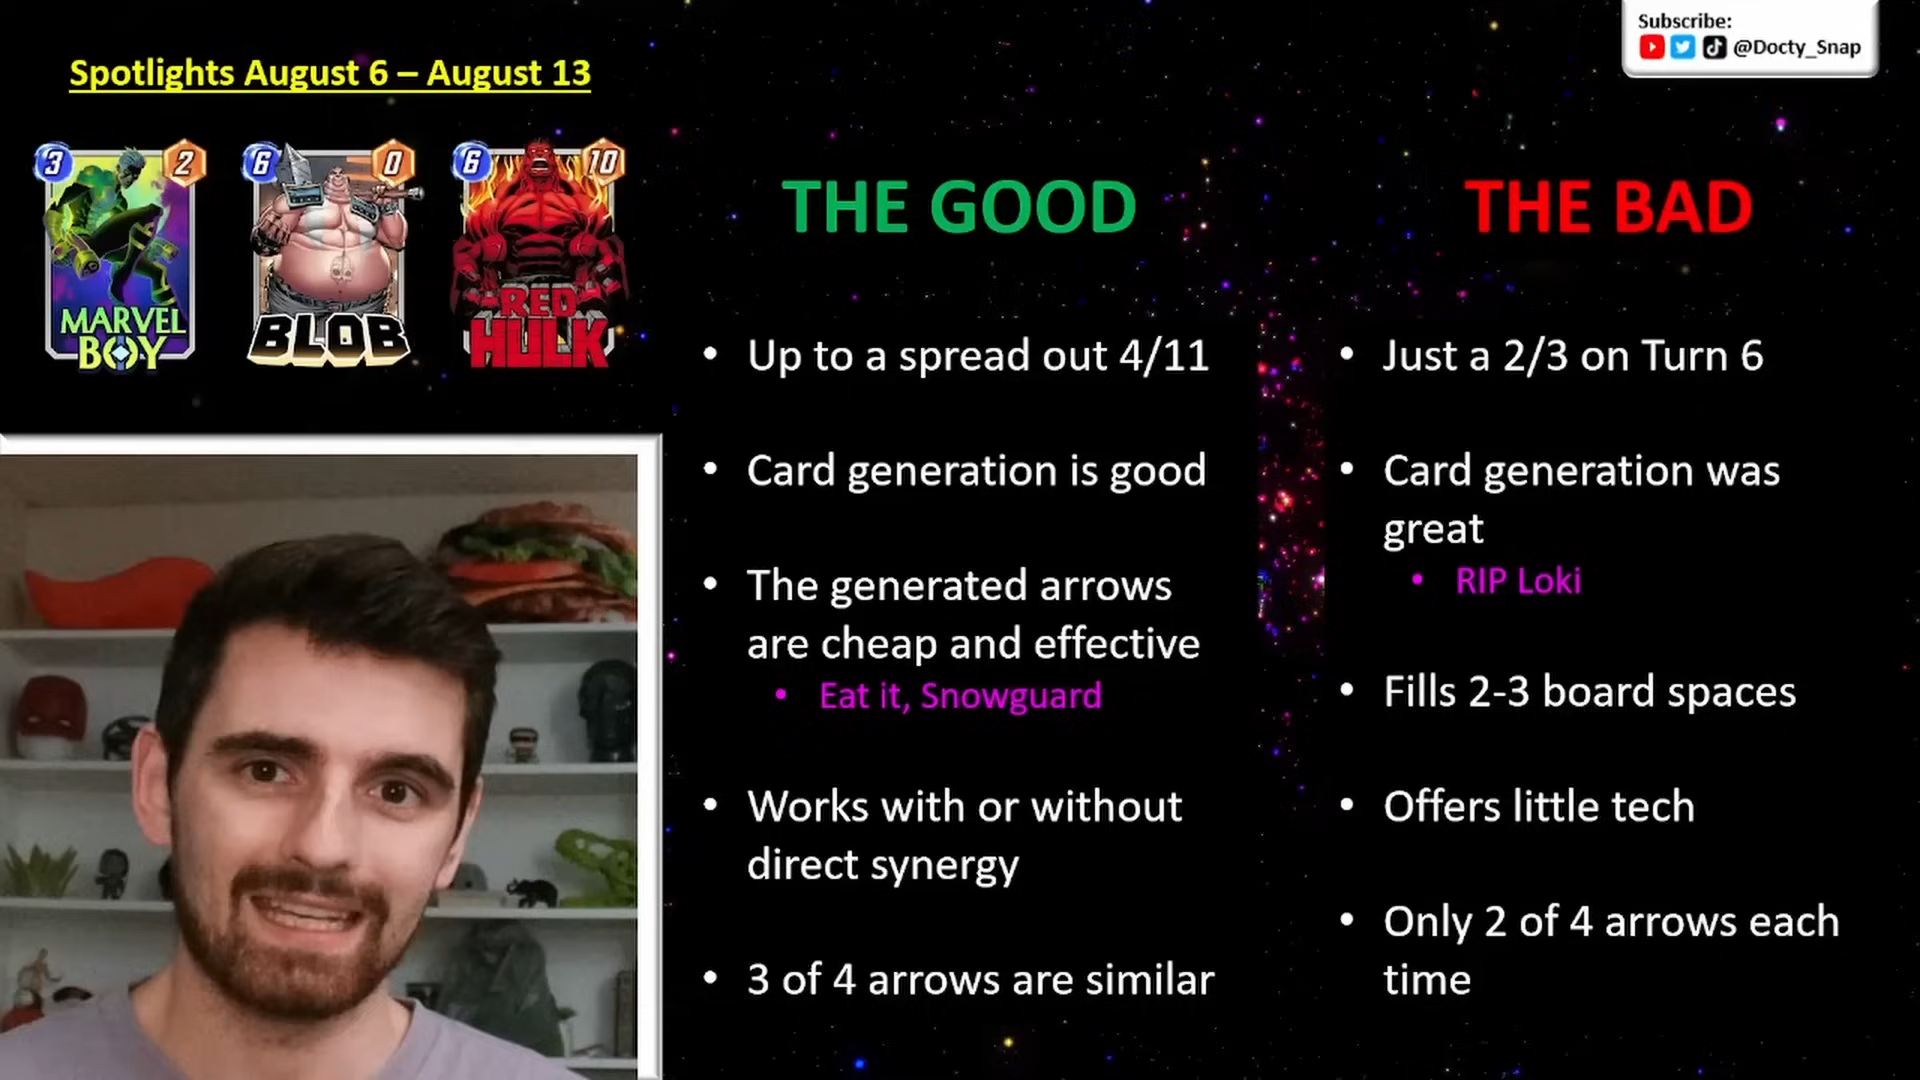 Subscribe:
@Docty_Snap
Spotlights August 6 – August 13
3 2
6 0
6 10
MARVEL
BOY
BLOB
RED
HULK
THE GOOD
• Up to a spread out 4/11
• Card generation is good
• The generated arrows
are cheap and effective
• Eat it, Snowguard
• Works with or without
direct synergy
• 3 of 4 arrows are similar
THE BAD
• Just a 2/3 on Turn 6
• Card generation was
great
• RIP Loki
• Fills 2-3 board spaces
• Offers little tech
• Only 2 of 4 arrows each
time